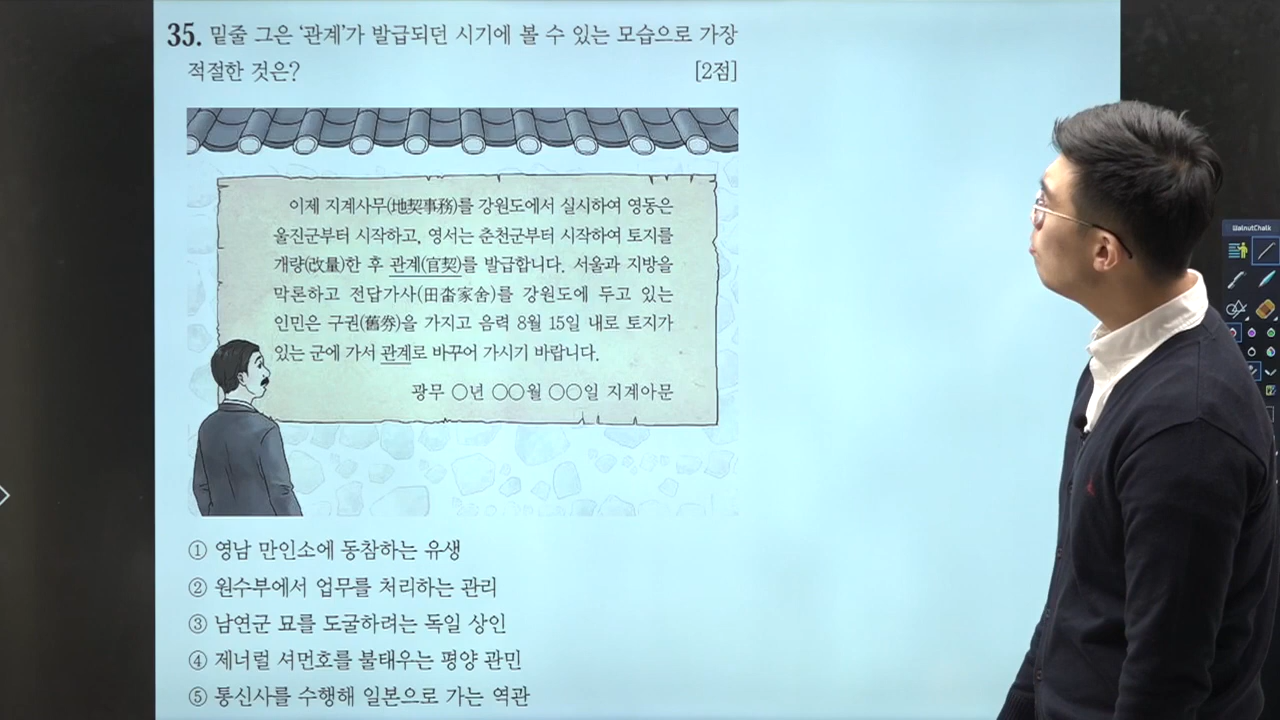 35. 밑줄 그은 ‘관계’가 발급되던 시기에 볼 수 있는 모습으로 가장
적절한 것은? [2점]
이제 지계사무(地契事務)를 강원도에서 실시하여 영동은
울진군부터 시작하고, 영서는 춘천군부터 시작하여 토지를
개량(改量)한 후 관계(官契)를 발급합니다. 서울과 지방을
막론하고 전답가사(田畓家舍)를 강원도에 두고 있는
인민은 구권(舊券)을 가지고 음력 8월 15일 내로 토지가
있는 군에 가서 관계로 바꾸어 가시기 바랍니다.
광무 ○년 ○○월 ○○일 지계아문
① 영남 만인소에 동참하는 유생
② 원수부에서 업무를 처리하는 관리
③ 남연군 묘를 도굴하려는 독일 상인
④ 제너럴 셔먼호를 불태우는 평양 관민
⑤ 통신사를 수행해 일본으로 가는 역관
WalnutChalk